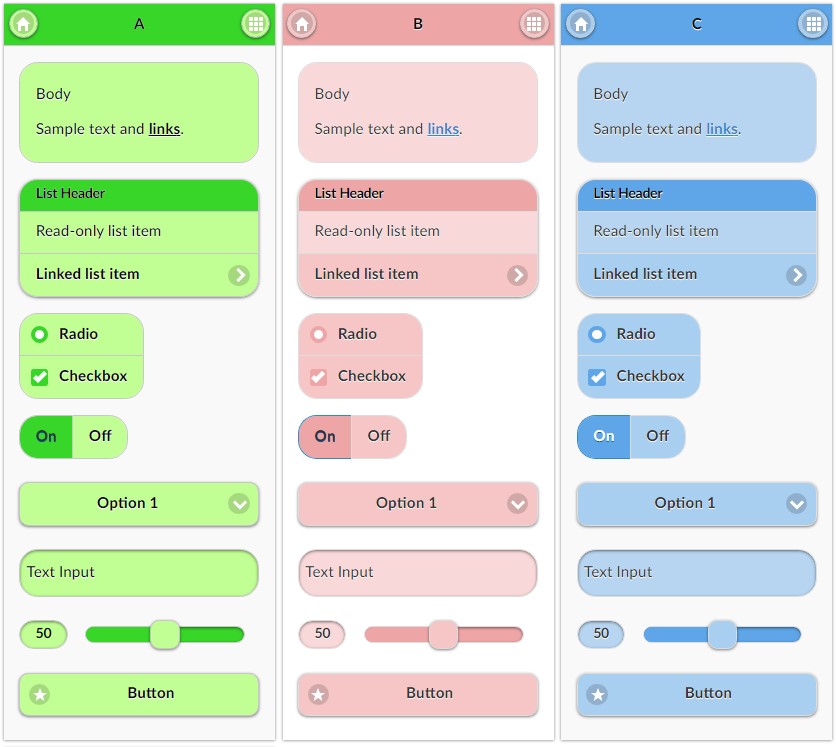 A
Body
Sample text and links.
List Header
Read-only list item
Linked list item
Radio
Checkbox
On Off
Option 1
Text Input
50
Button
B
Body
Sample text and links.
List Header
Read-only list item
Linked list item
Radio
Checkbox
On Off
Option 1
Text Input
50
Button
C
Body
Sample text and links.
List Header
Read-only list item
Linked list item
Radio
Checkbox
On Off
Option 1
Text Input
50
Button